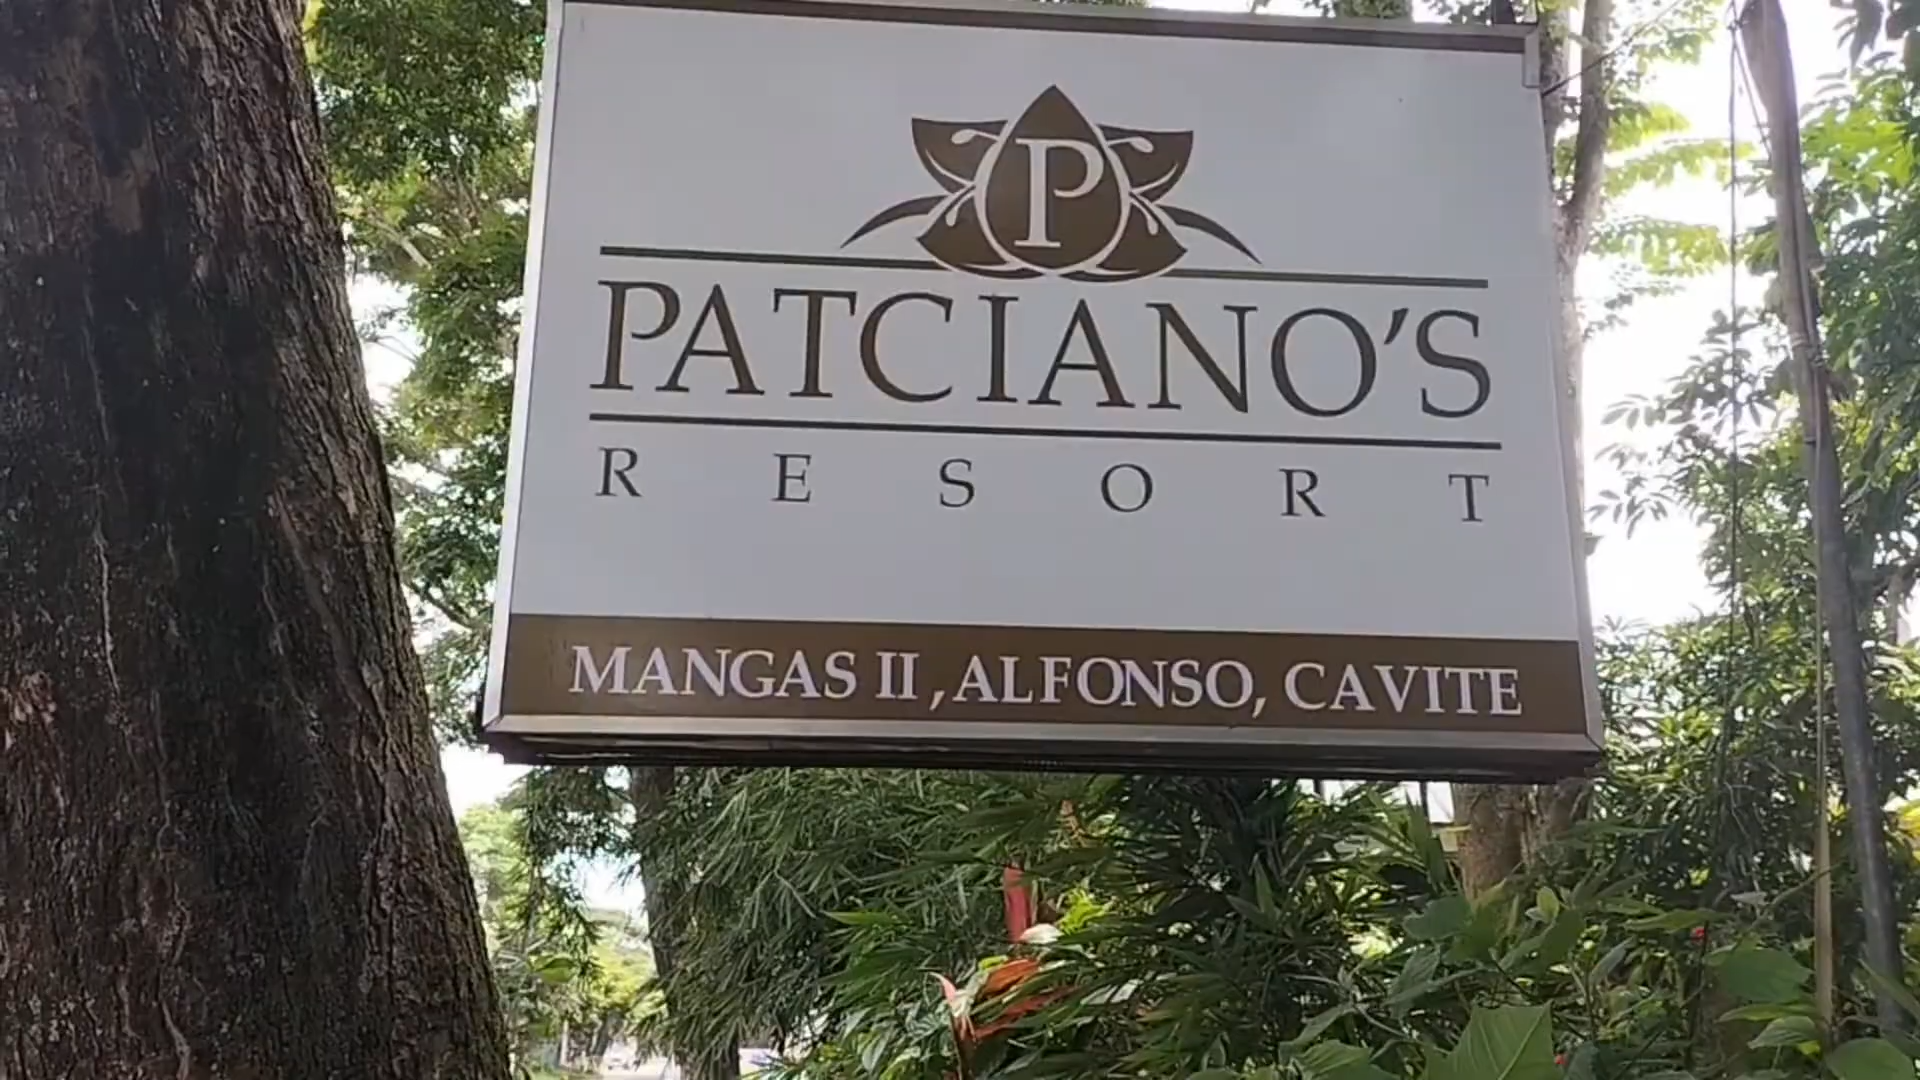 P
PATCIANO'S
RESORT
MANGAS II, ALFONSO, CAVITE